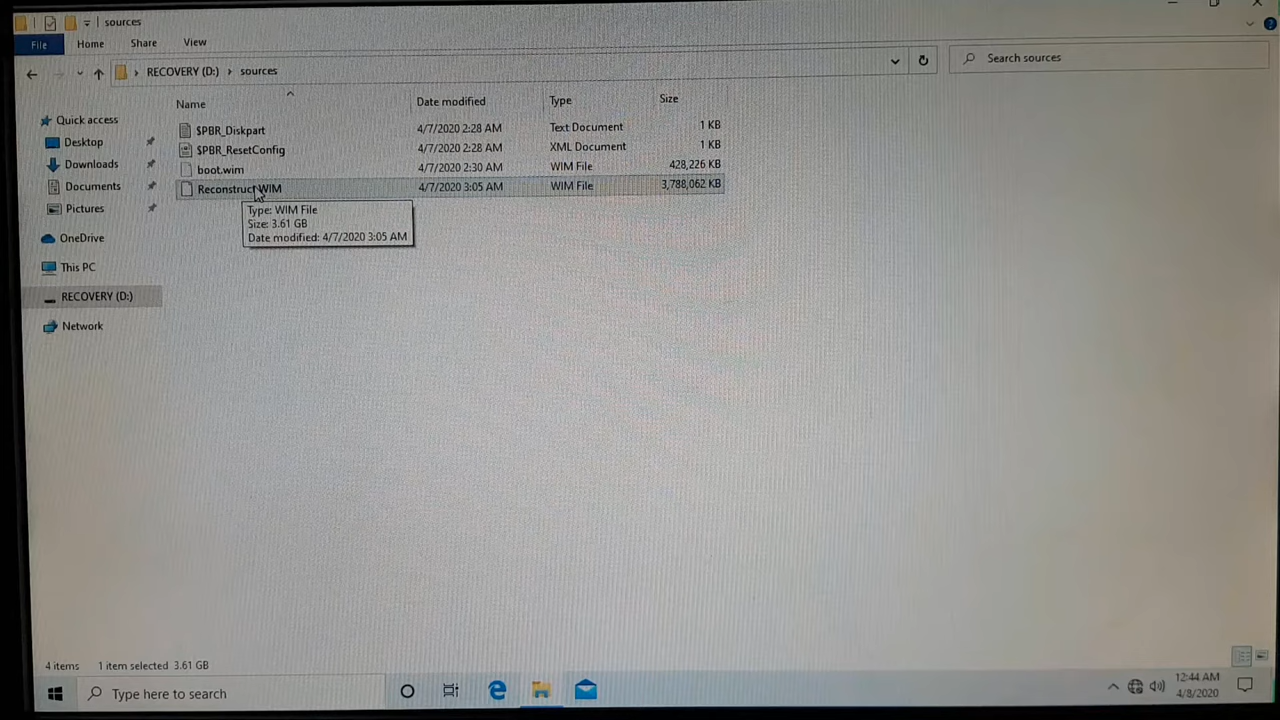 sources
File Home Share View
RECOVERY (D:) › sources
Search sources
Name Date modified Type Size
$PBR_Diskpart 4/7/2020 2:28 AM Text Document 1 KB
$PBR_ResetConfig 4/7/2020 2:28 AM XML Document 1 KB
boot.wim 4/7/2020 2:30 AM WIM File 428,226 KB
Reconstruct.WIM 4/7/2020 3:05 AM WIM File 3,788,062 KB
Type: WIM File
Size: 3.61 GB
Date modified: 4/7/2020 3:05 AM
Quick access
Desktop
Downloads
Documents
Pictures
OneDrive
This PC
RECOVERY (D:)
Network
4 items 1 item selected 3.61 GB
Type here to search
12:44 AM
4/8/2020